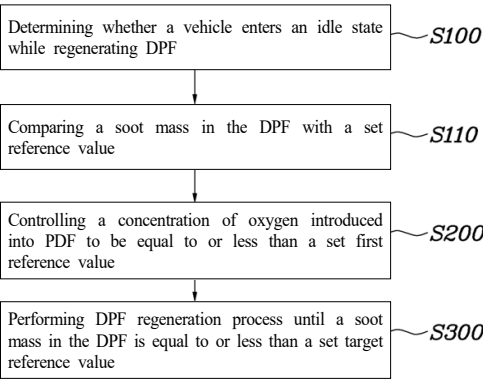 Determining whether a vehicle enters an idle state
while regenerating DPF
S100
Comparing a soot mass in the DPF with a set
reference value
S110
Controlling a concentration of oxygen introduced
into PDF to be equal to or less than a set first
reference value
S200
Performing DPF regeneration process until a soot
mass in the DPF is equal to or less than a set target
reference value
S300